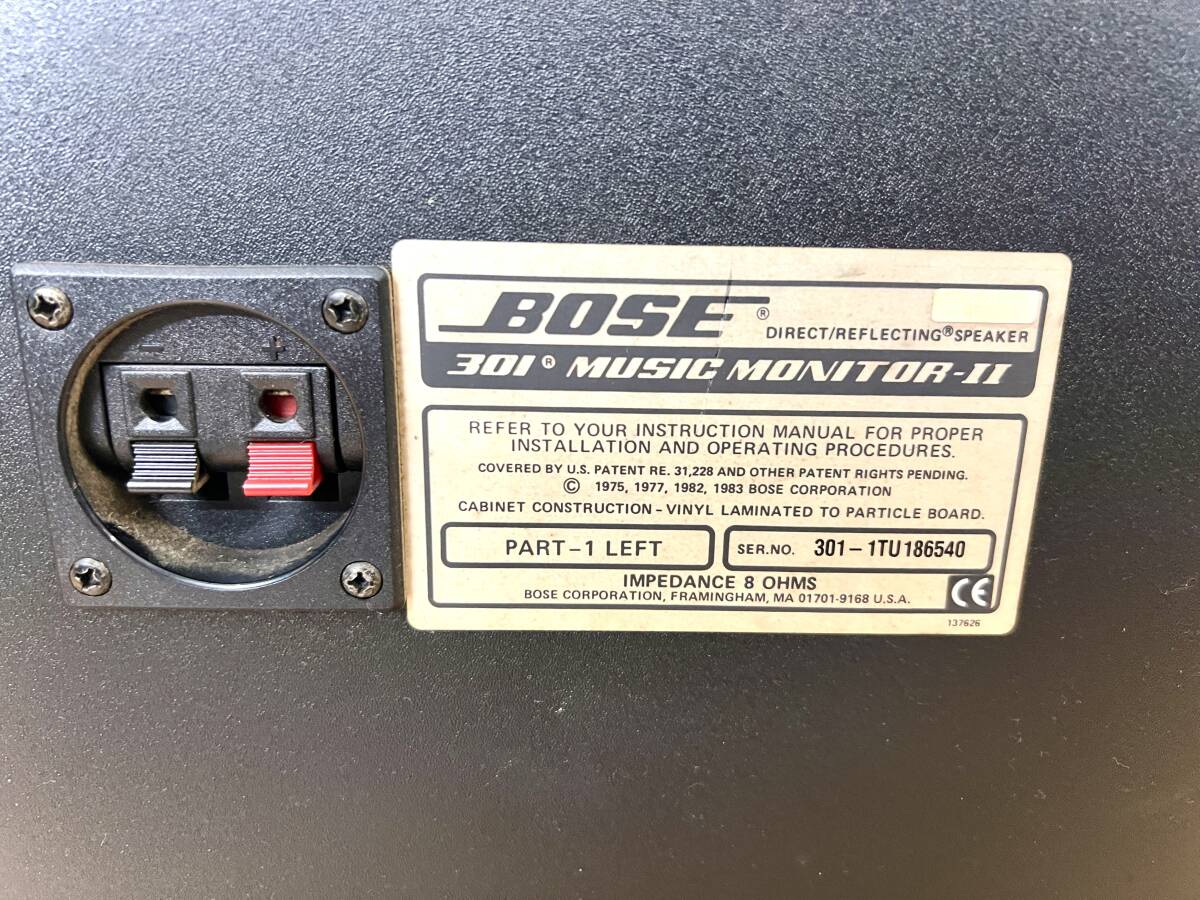 - +
BOSE®
DIRECT/REFLECTING® SPEAKER
301® MUSIC MONITOR-II
REFER TO YOUR INSTRUCTION MANUAL FOR PROPER
INSTALLATION AND OPERATING PROCEDURES.
COVERED BY U.S. PATENT RE. 31,228 AND OTHER PATENT RIGHTS PENDING.
© 1975, 1977, 1982, 1983 BOSE CORPORATION
CABINET CONSTRUCTION - VINYL LAMINATED TO PARTICLE BOARD.
PART-1 LEFT
SER.NO. 301-1TU186540
IMPEDANCE 8 OHMS
BOSE CORPORATION, FRAMINGHAM, MA 01701-9168 U.S.A.
CE
137626